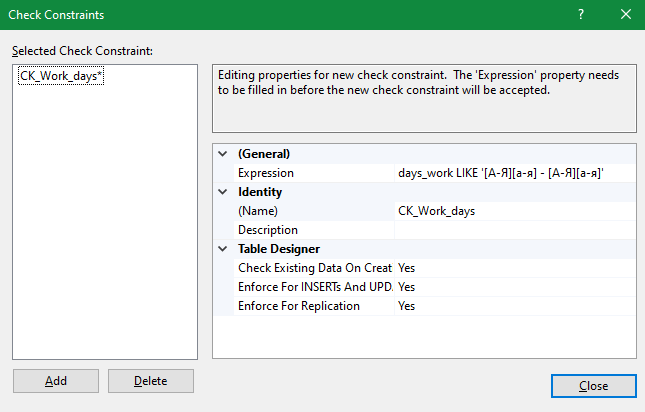 Check Constraints
?
Selected Check Constraint:
CK_Work_days*
Editing properties for new check constraint.  The 'Expression' property needs
to be filled in before the new check constraint will be accepted.
(General)
Expression days_work LIKE '[А-Я][а-я] - [А-Я][а-я]'
Identity
(Name) CK_Work_days
Description
Table Designer
Check Existing Data On Creat Yes
Enforce For INSERTs And UPD. Yes
Enforce For Replication Yes
Add
Delete
Close